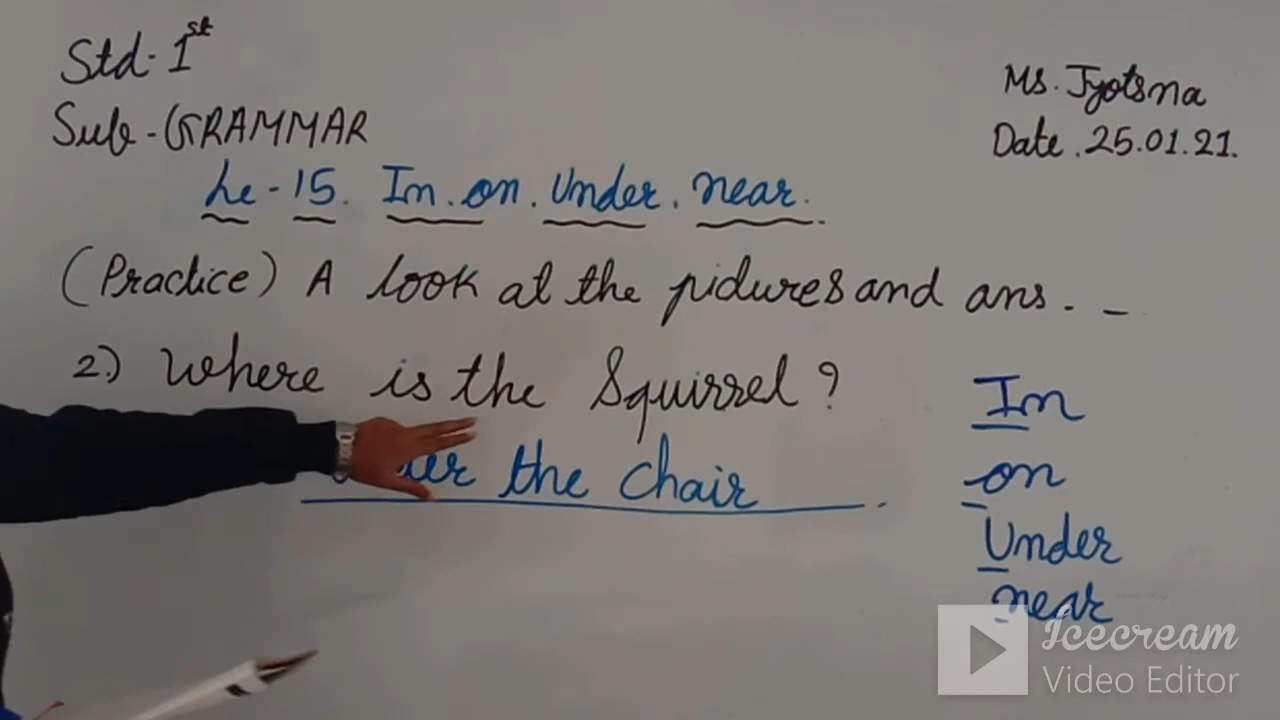 Std. 1st
Ms. Jyotsna
Sub - GRAMMAR
Date . 25.01.21.
Le - 15. In. on. Under. near.
(Practice) A look at the pictures and ans. -
2.) Where is the Squirrel?
the chair .
In
on
Under
near
Icecream
Video Editor